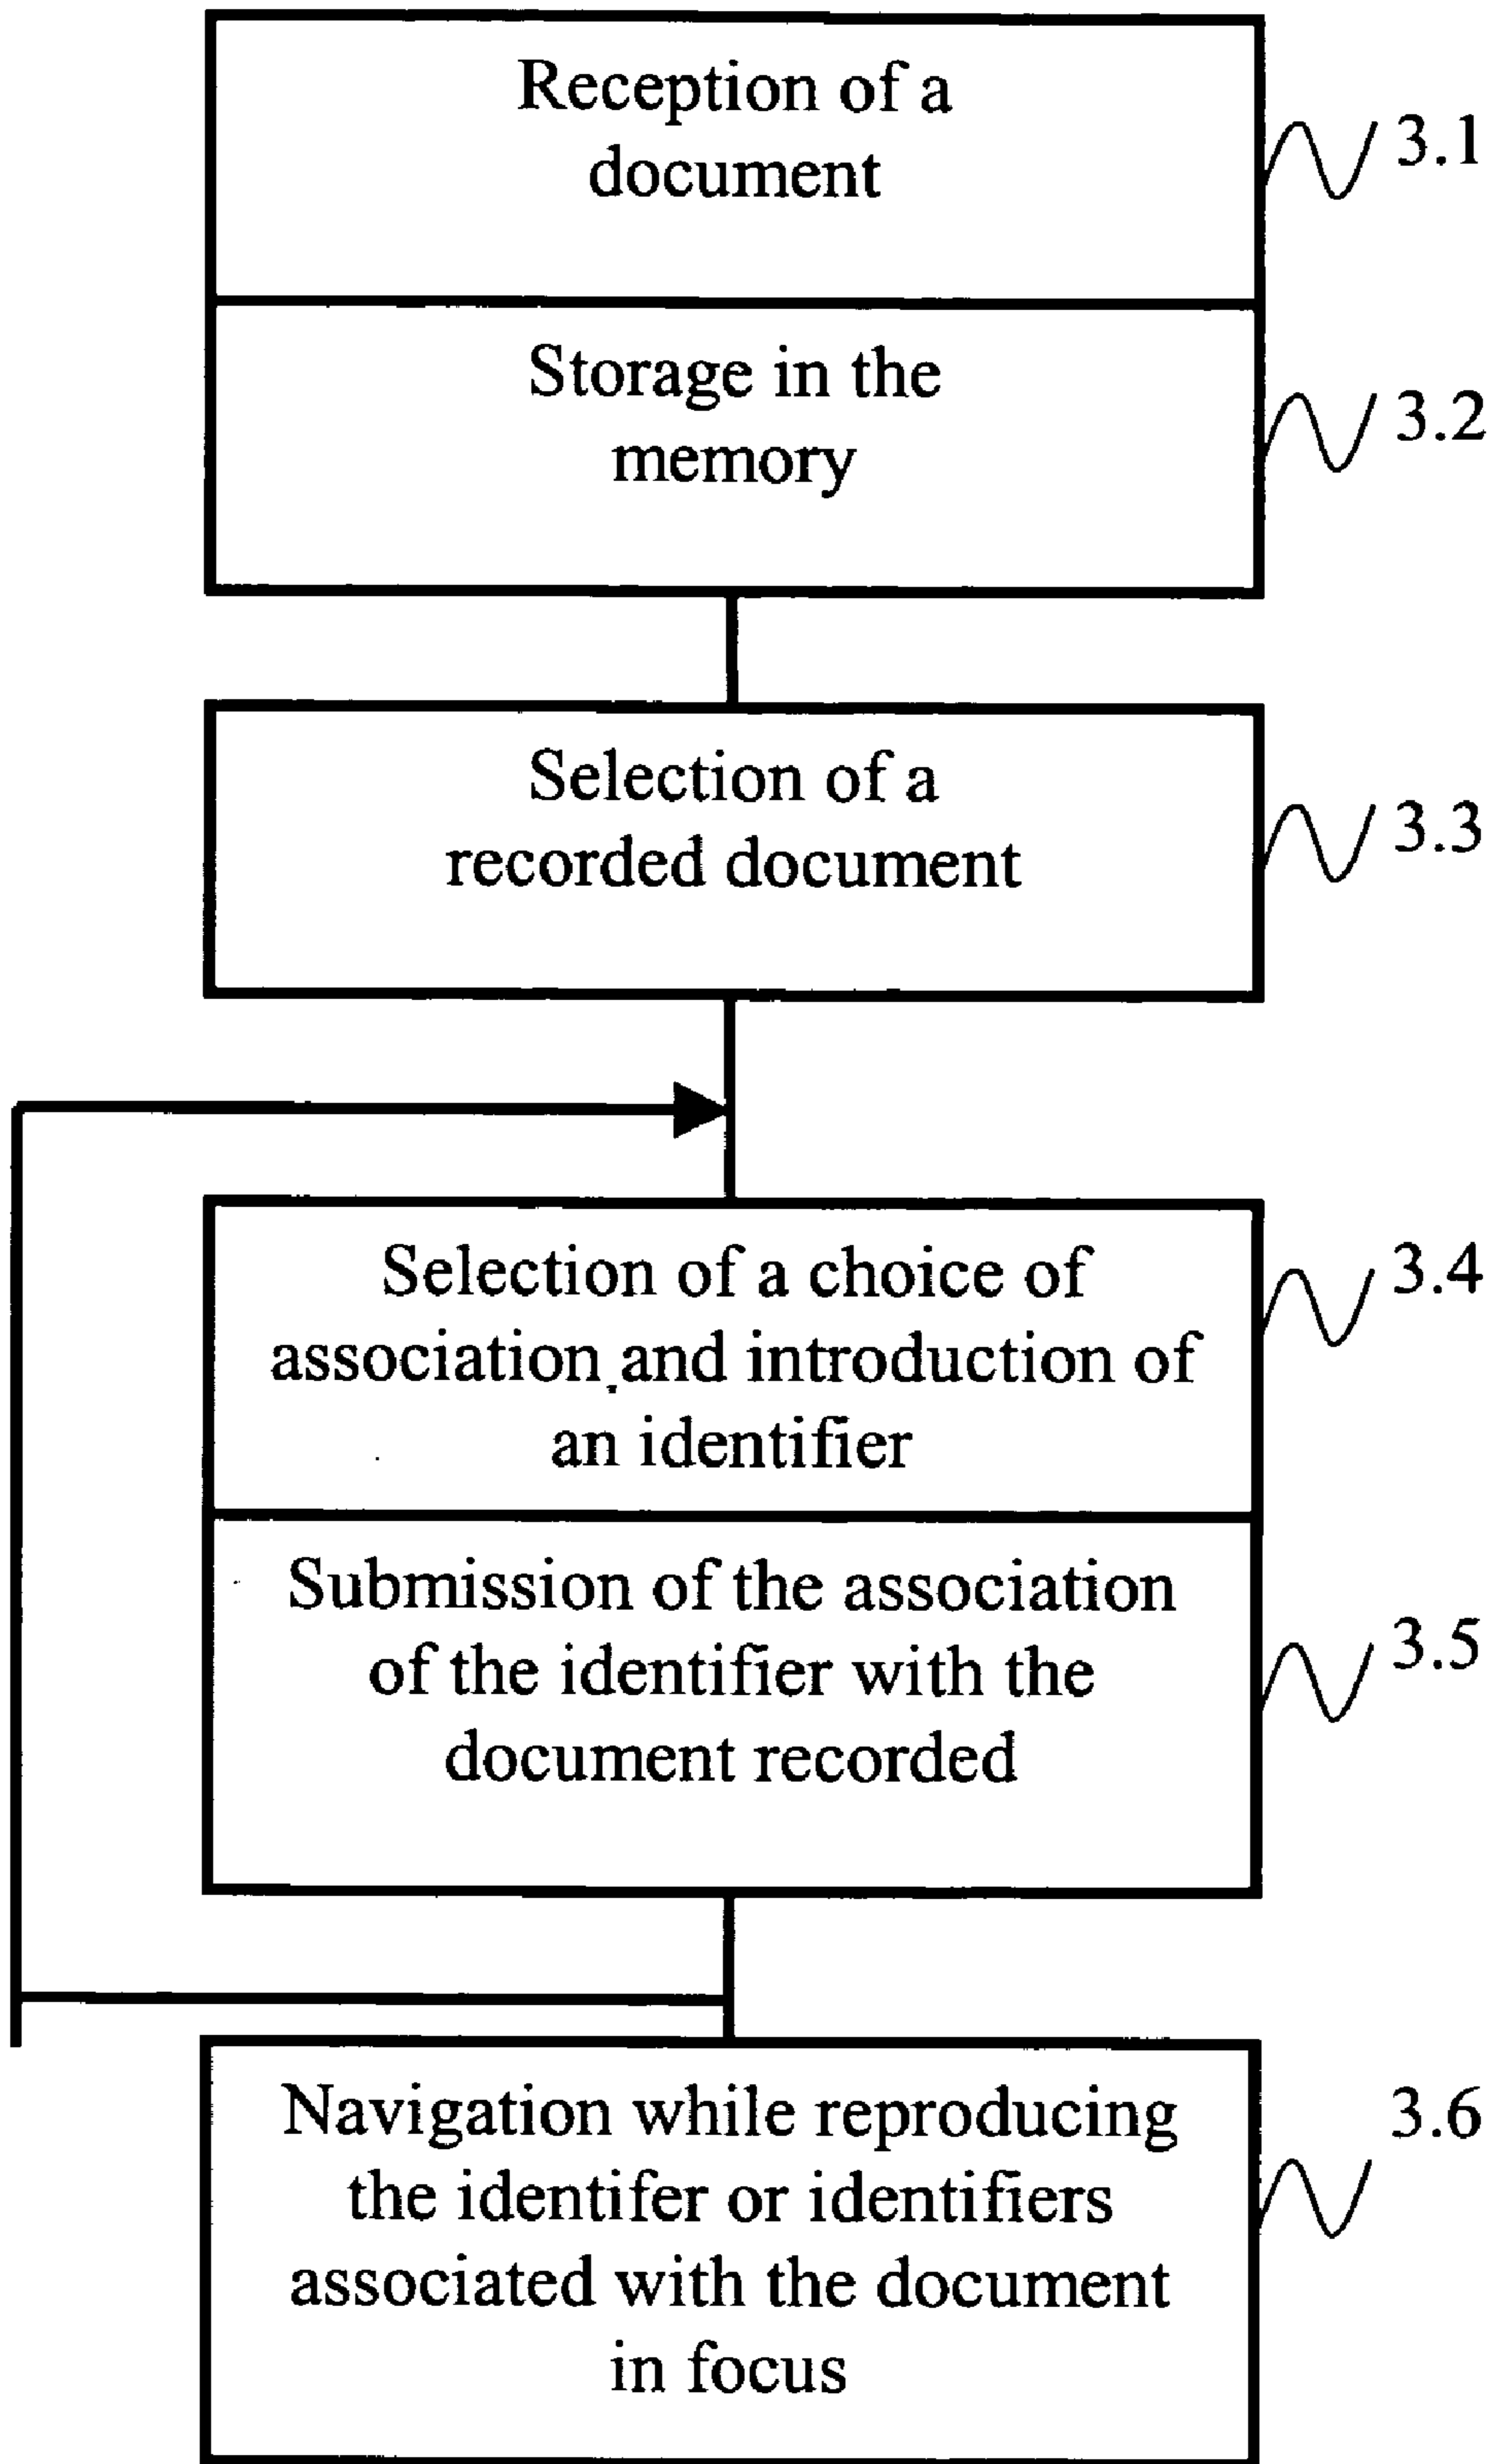 Reception of a
document
3.1
Storage in the
memory
3.2
Selection of a
recorded document
3.3
Selection of a choice of
association and introduction of
an identifier
3.4
Submission of the association
of the identifier with the
document recorded
3.5
Navigation while reproducing
the identifer or identifiers
associated with the document
in focus
3.6